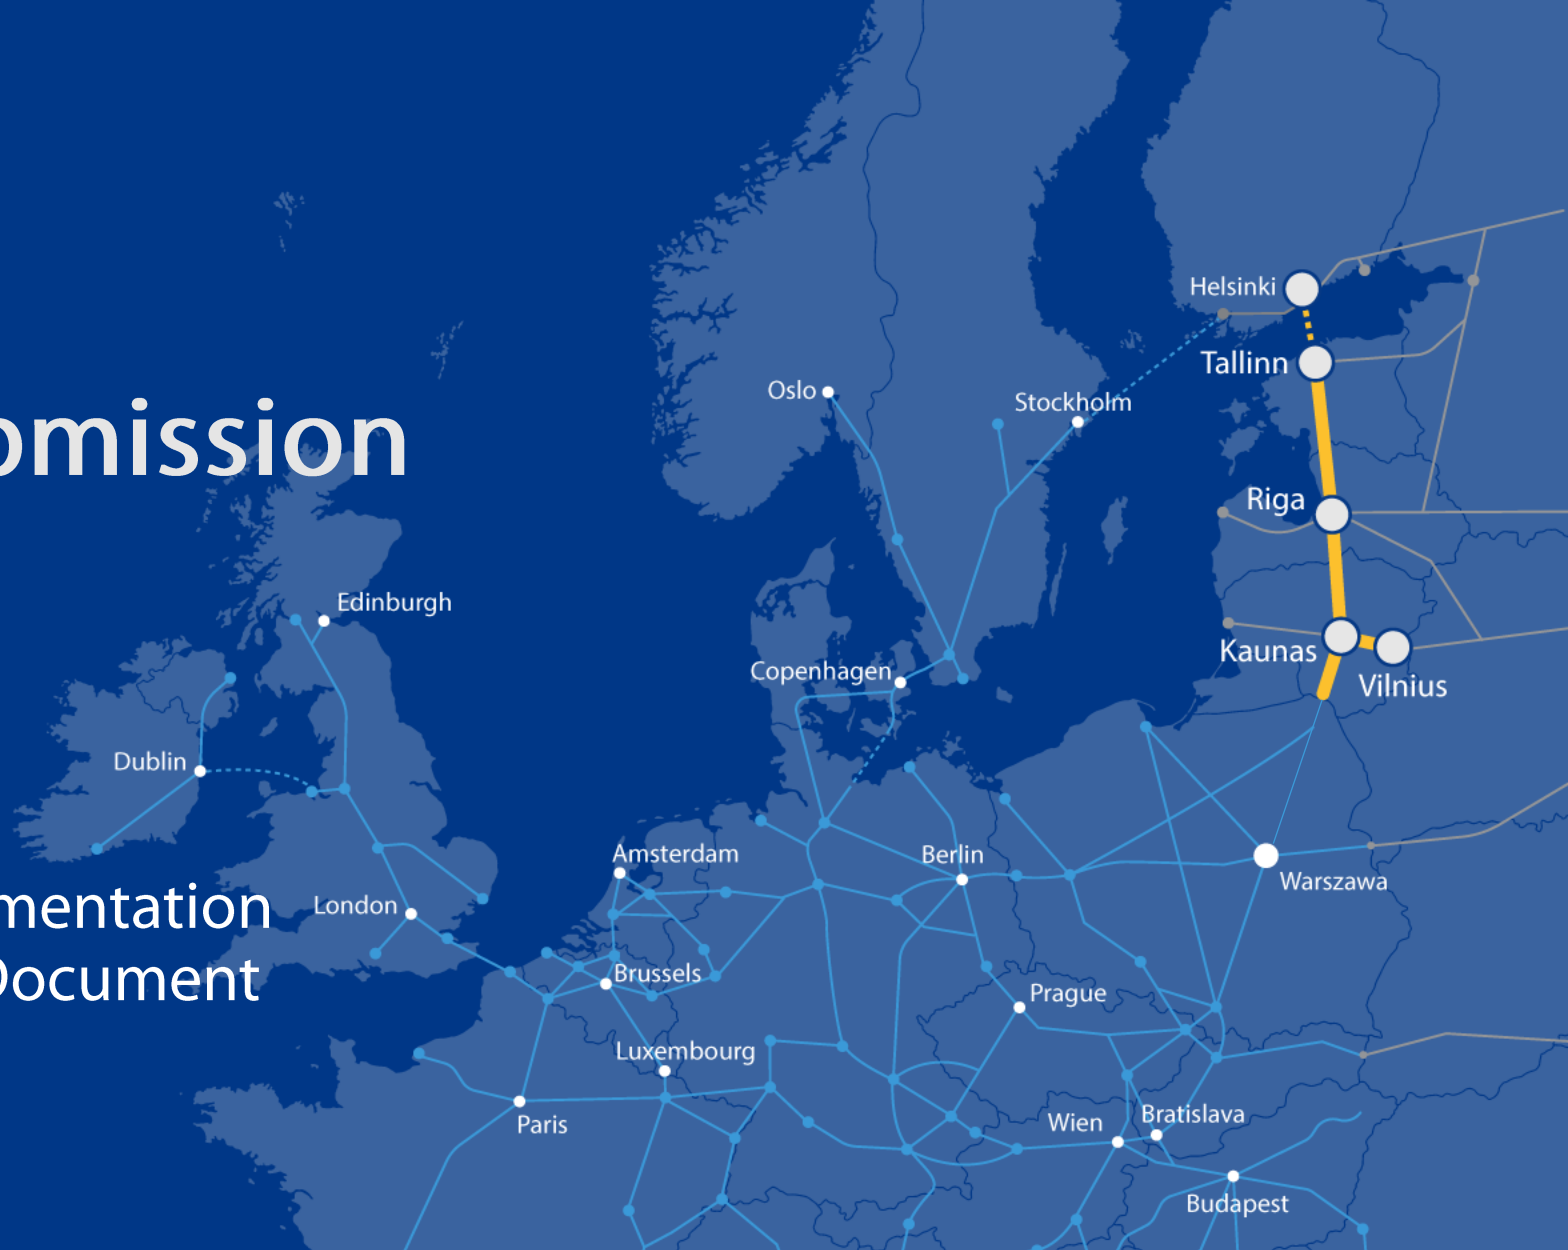 Helsinki
Tallinn
Oslo
Stockholm
omission
Riga
Edinburgh
Kaunas
Copenhagen
Vilnius
Dublin
Amsterdam
Berlin
Warszawa
mentation
London
Document
Brussels
Prague
Luxembourg
Paris
Wien
Bratislava
Budapest